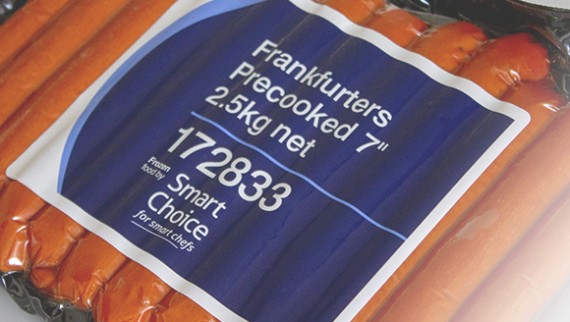 Frankfurters
Precooked 7"
2.5kg net
172833
Frozen
food by
Smart
Choice
for smart chefs